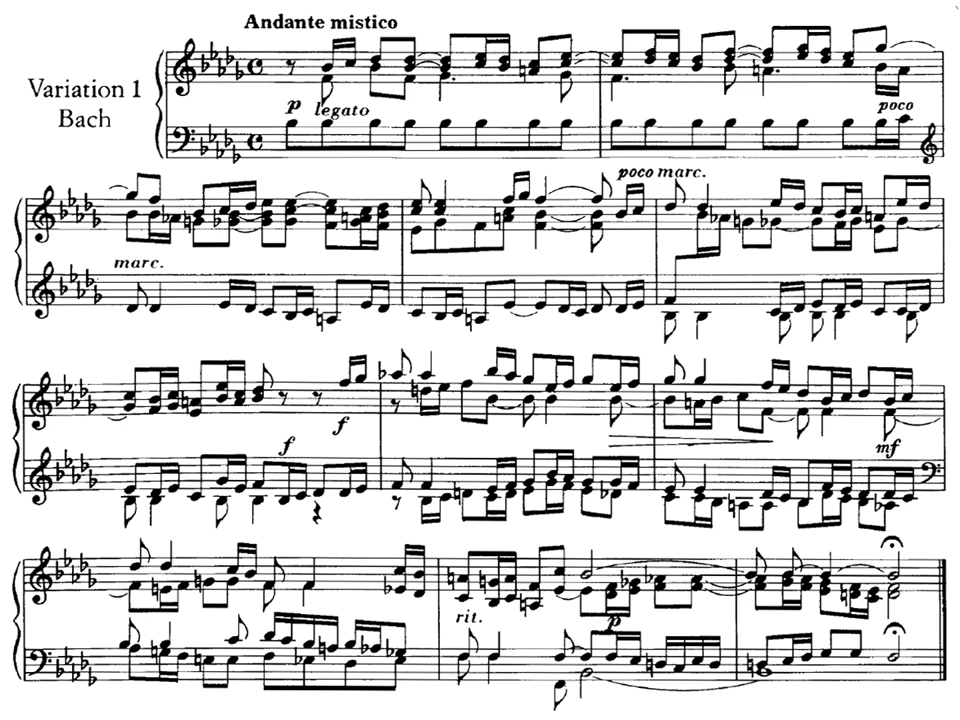 Andante mistico
Variation 1
Bach
p legato
poco
poco marc.
marc.
f
f
mf
rit.
p